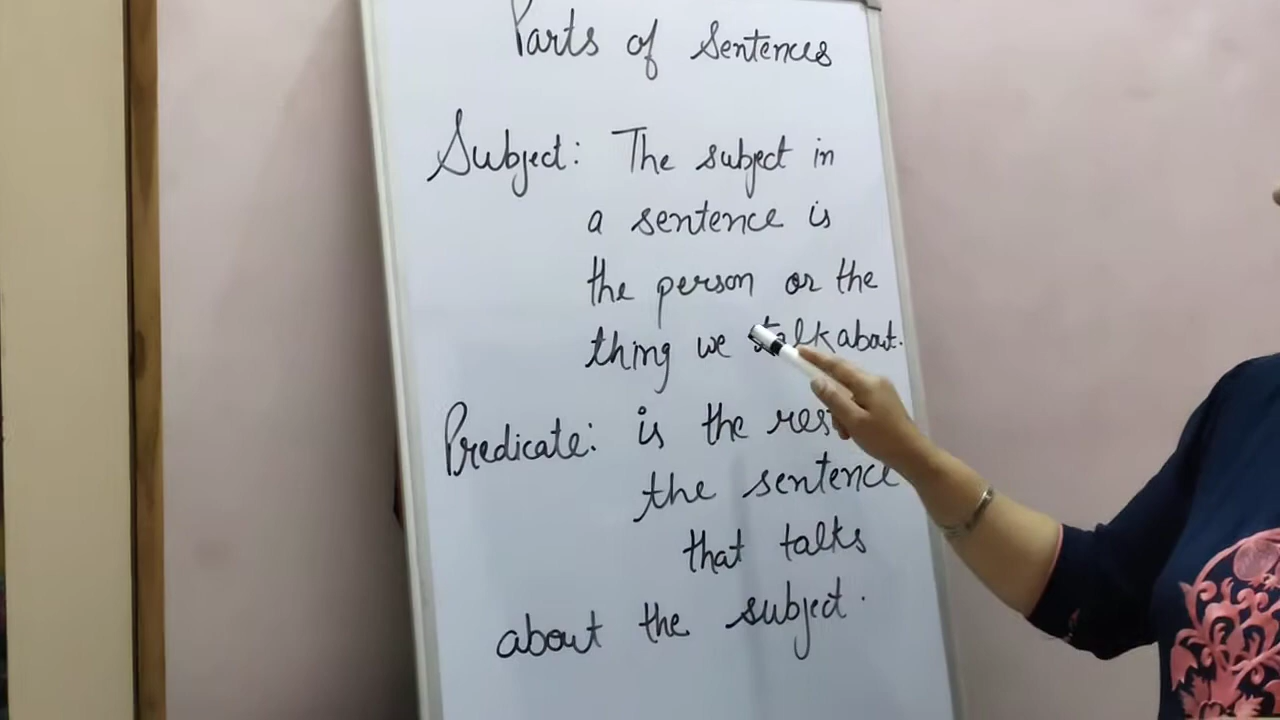 Parts of Sentences
Subject: The subject in
a sentence is
the person or the
thing we talk about.
Predicate: is the rest
the sentence
that talks
about the subject.